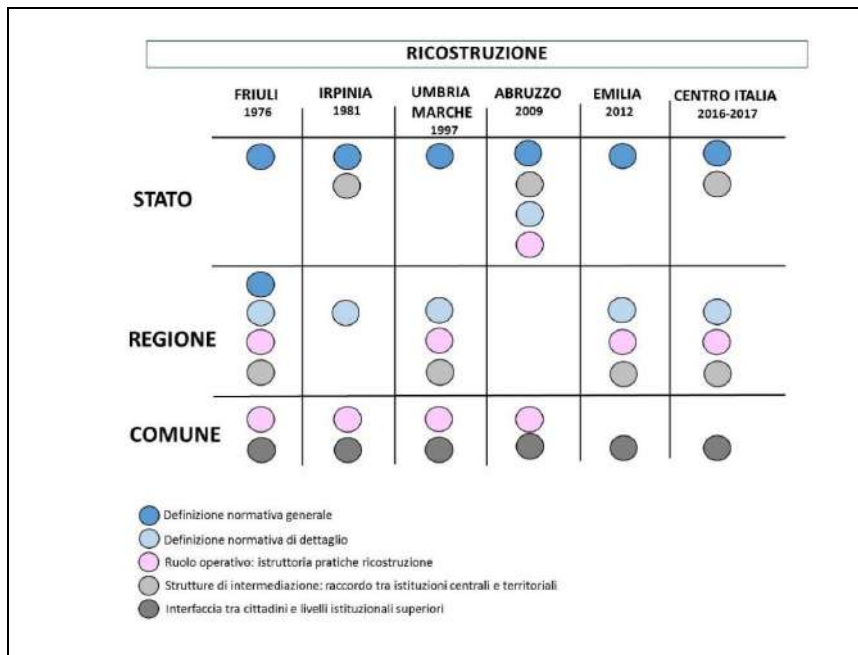 RICOSTRUZIONE
FRIULI IRPINIA UMBRIA ABRUZZO EMILIA CENTRO ITALIA
1976 1981 MARCHE 2009 2012 2016-2017
1997
STATO
REGIONE
COMUNE
Definizione normativa generale
Definizione normativa di dettaglio
Ruolo operativo: istruttoria pratiche ricostruzione
Strutture di intermediazione: raccordo tra istituzioni centrali e territoriali
Interfaccia tra cittadini e livelli istituzionali superiori